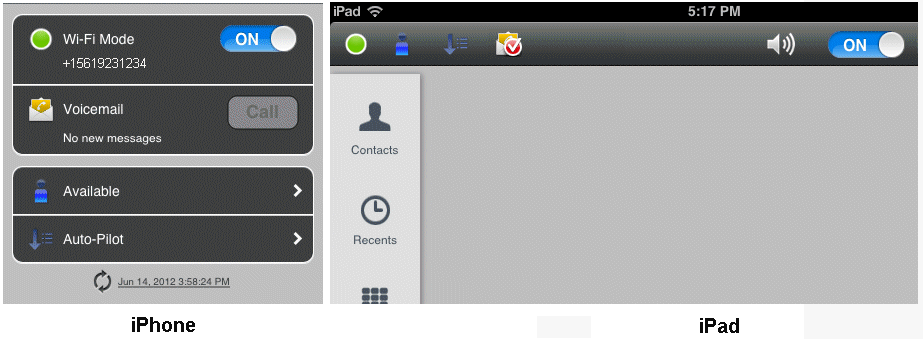 Wi-Fi Mode
ON
+15619231234
Voicemail
Call
No new messages
Available
Auto-Pilot
Jun 14, 2012 3:58:24 PM
iPhone
iPad
5:17 PM
ON
Contacts
Recents
iPad